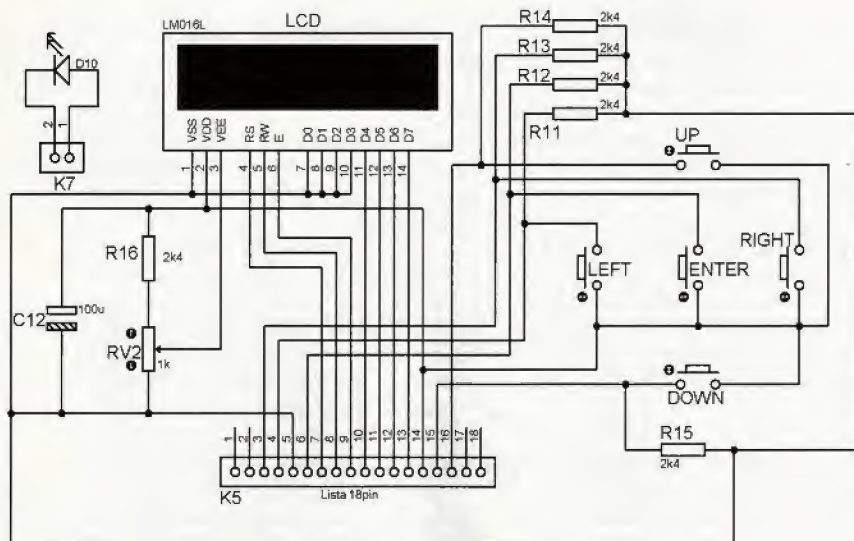 LCD
LM016L
D10
2 1
K7
VSS VDD VEE RS RW E D0 D1 D2 D3 D4 D5 D6 D7
1 2 3 4 5 6 7 8 9 10 11 12 13 14
R14 2k4
R13 2k4
R12 2k4
R11 2k4
UP
LEFT
ENTER
RIGHT
DOWN
R15
2k4
R16
2k4
C12
100u
RV2
1k
1 2 3 4 5 6 7 8 9 10 11 12 13 14 15 16 17 18
K5
Lista 18pin